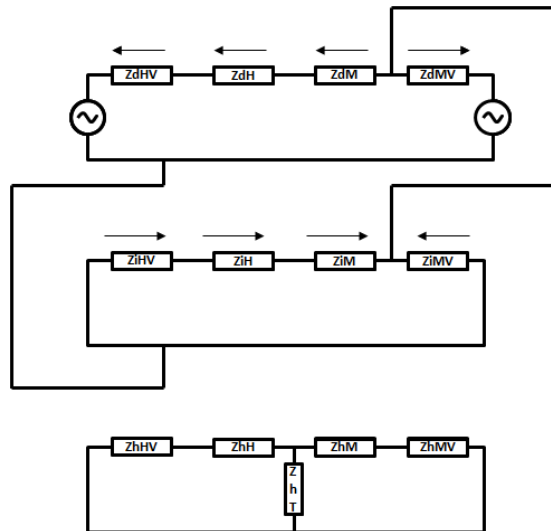 ZdHV ZdH ZdM ZdMV
ZiHV ZiH ZiM ZiMV
ZhHV ZhH ZhM ZhMV
Z
h
T